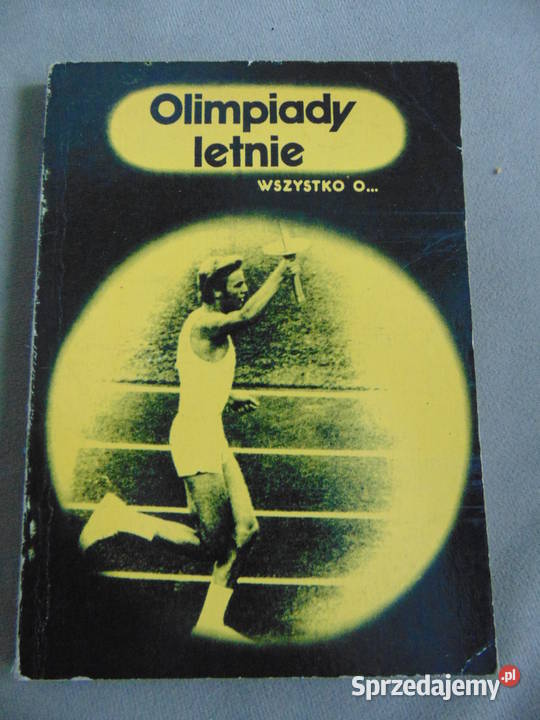 Olimpiady
letnie
WSZYSTKO O...
Sprzedajemy.pl